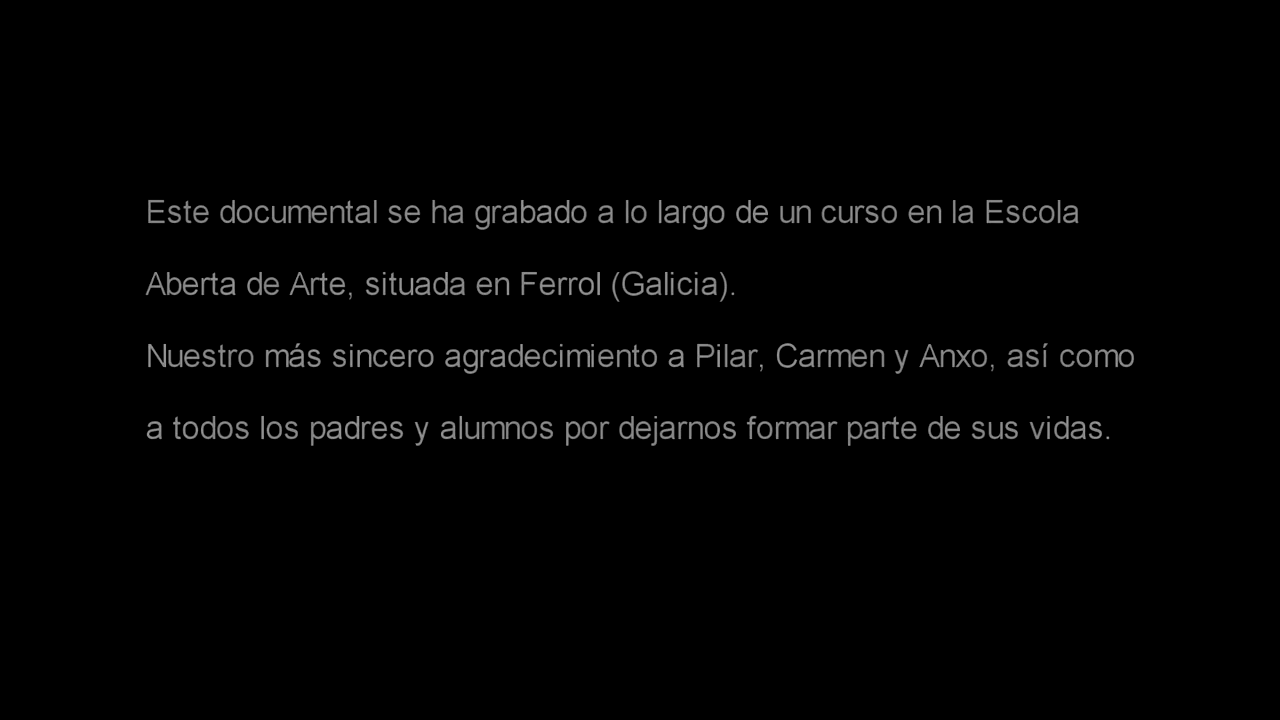 Este documental se ha grabado a lo largo de un curso en la Escola
Aberta de Arte, situada en Ferrol (Galicia).
Nuestro más sincero agradecimiento a Pilar, Carmen y Anxo, así como
a todos los padres y alumnos por dejarnos formar parte de sus vidas.